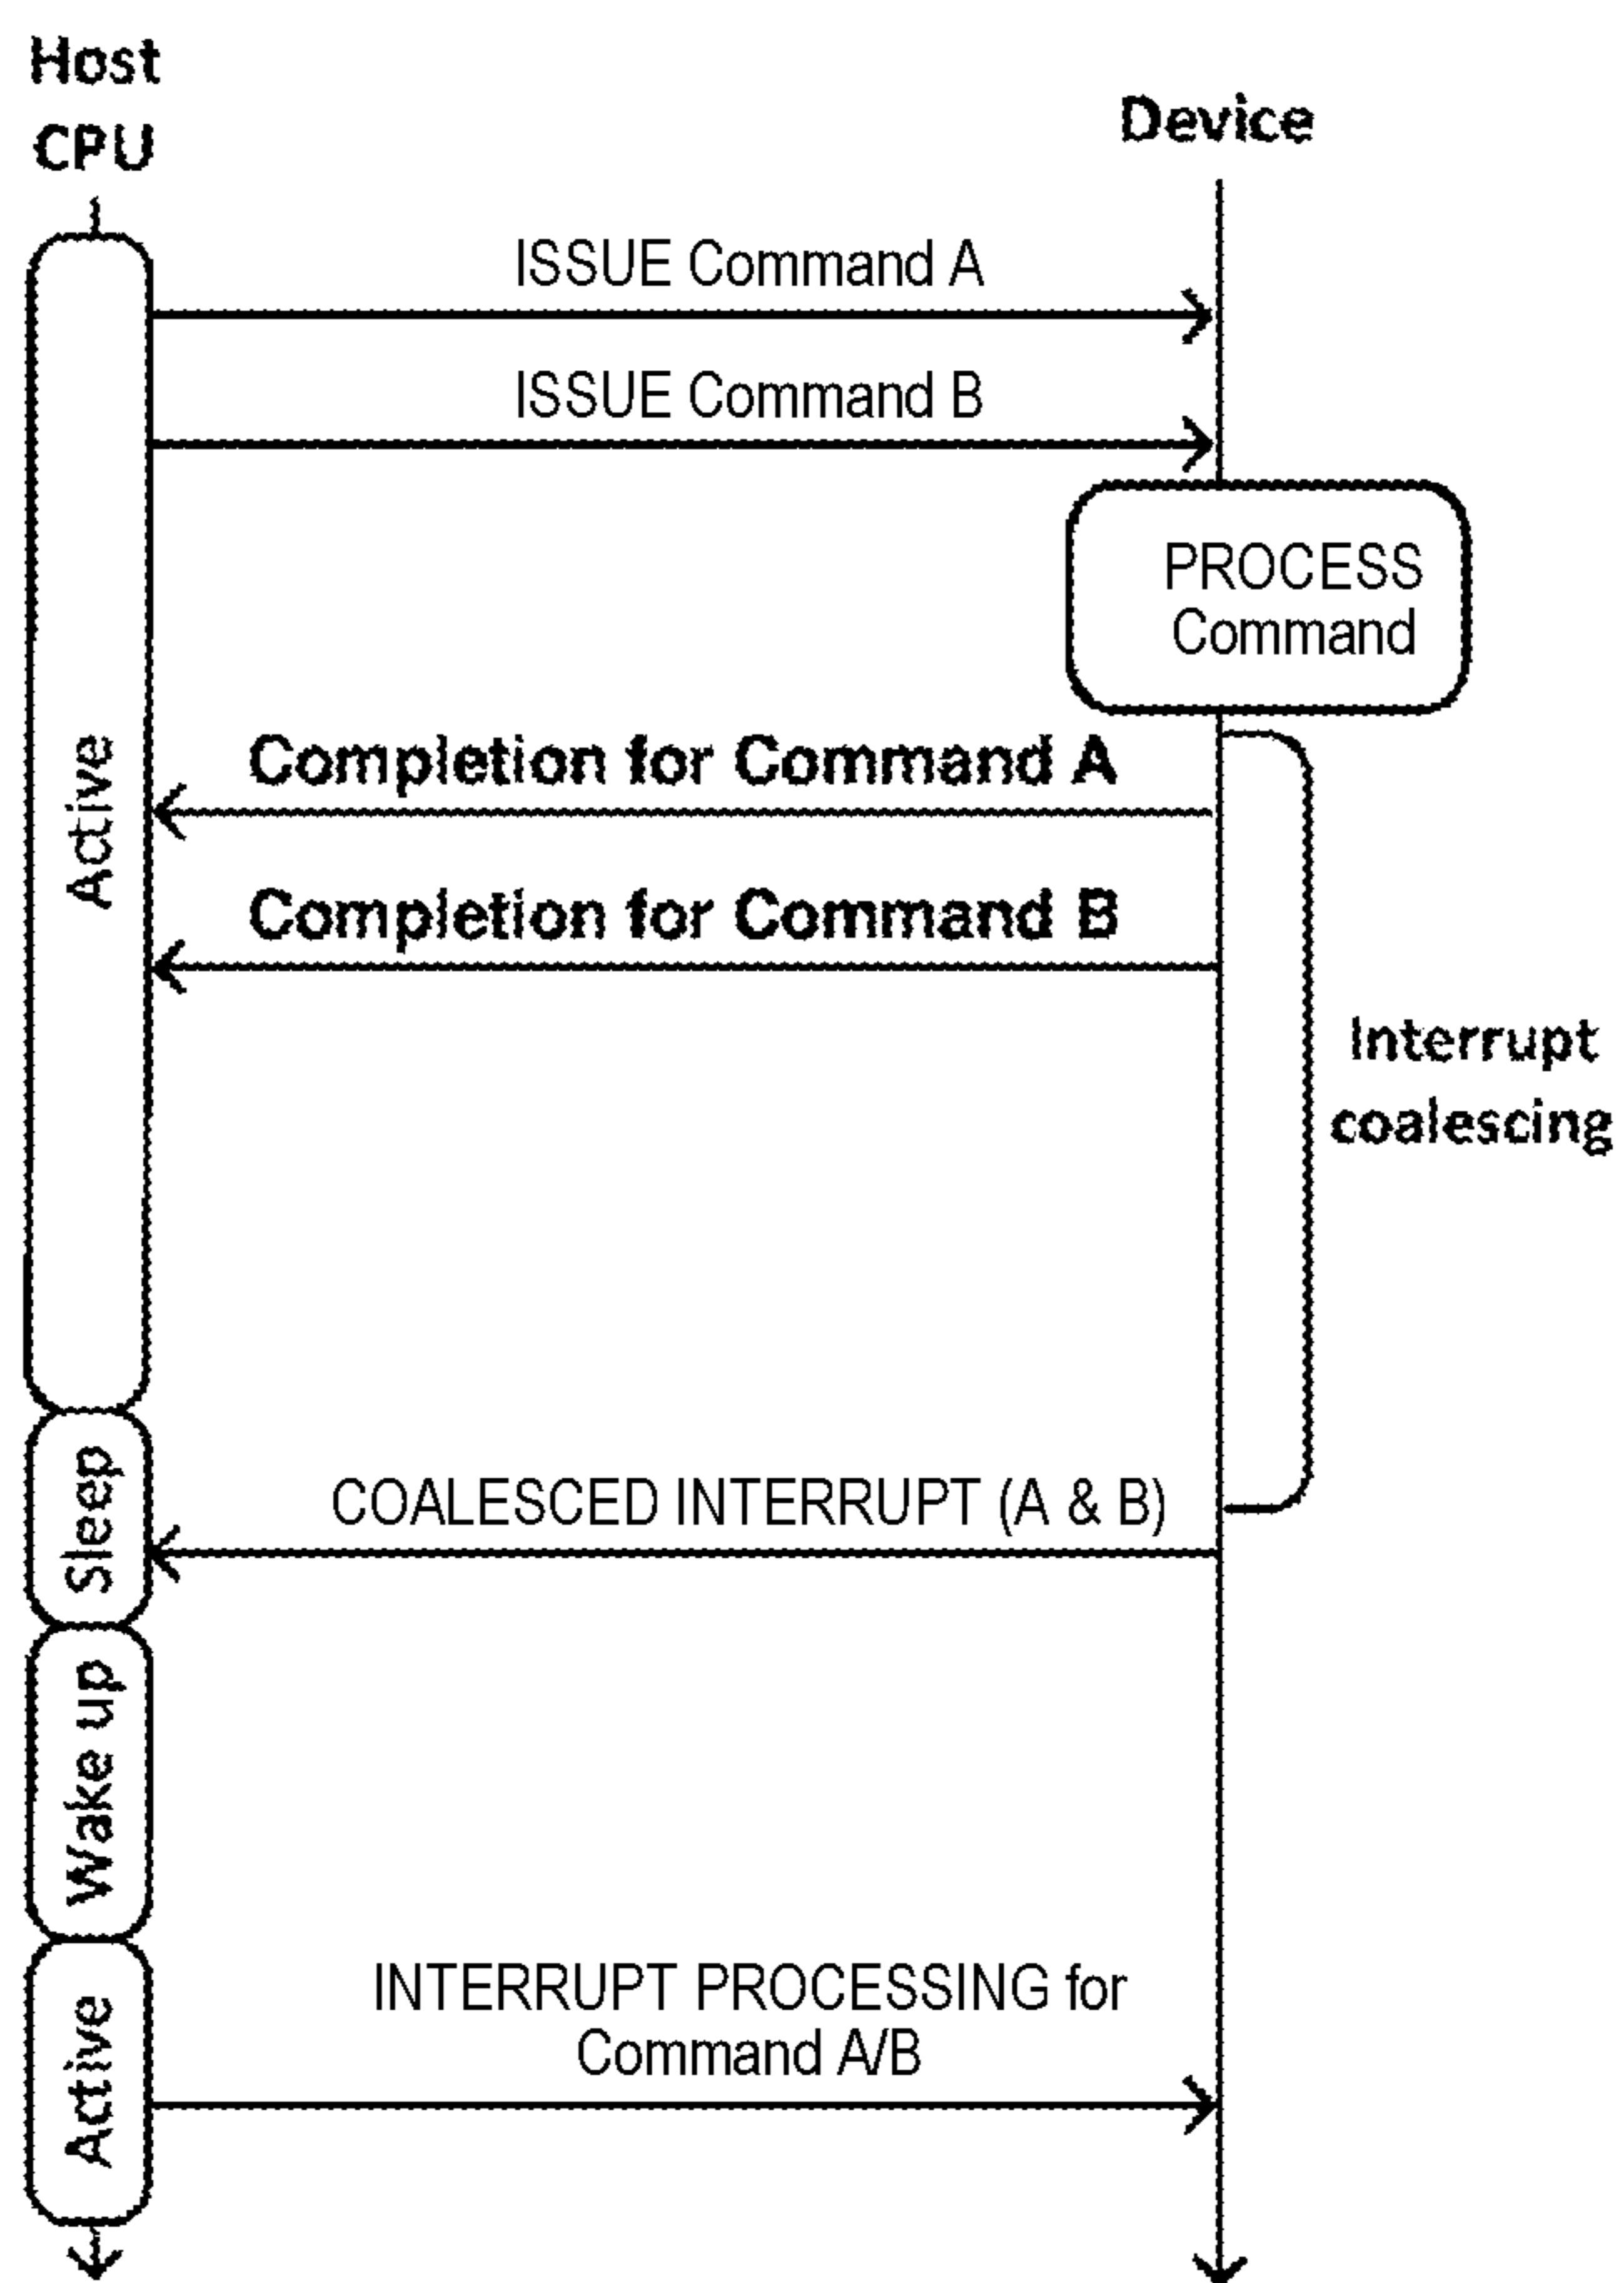 Host
CPU
Device
ISSUE Command A
ISSUE Command B
PROCESS
Command
Active
Completion for Command A
Completion for Command B
Interrupt
coalescing
Sleep
COALESCED INTERRUPT (A & B)
Wake up
Active
INTERRUPT PROCESSING for
Command A/B